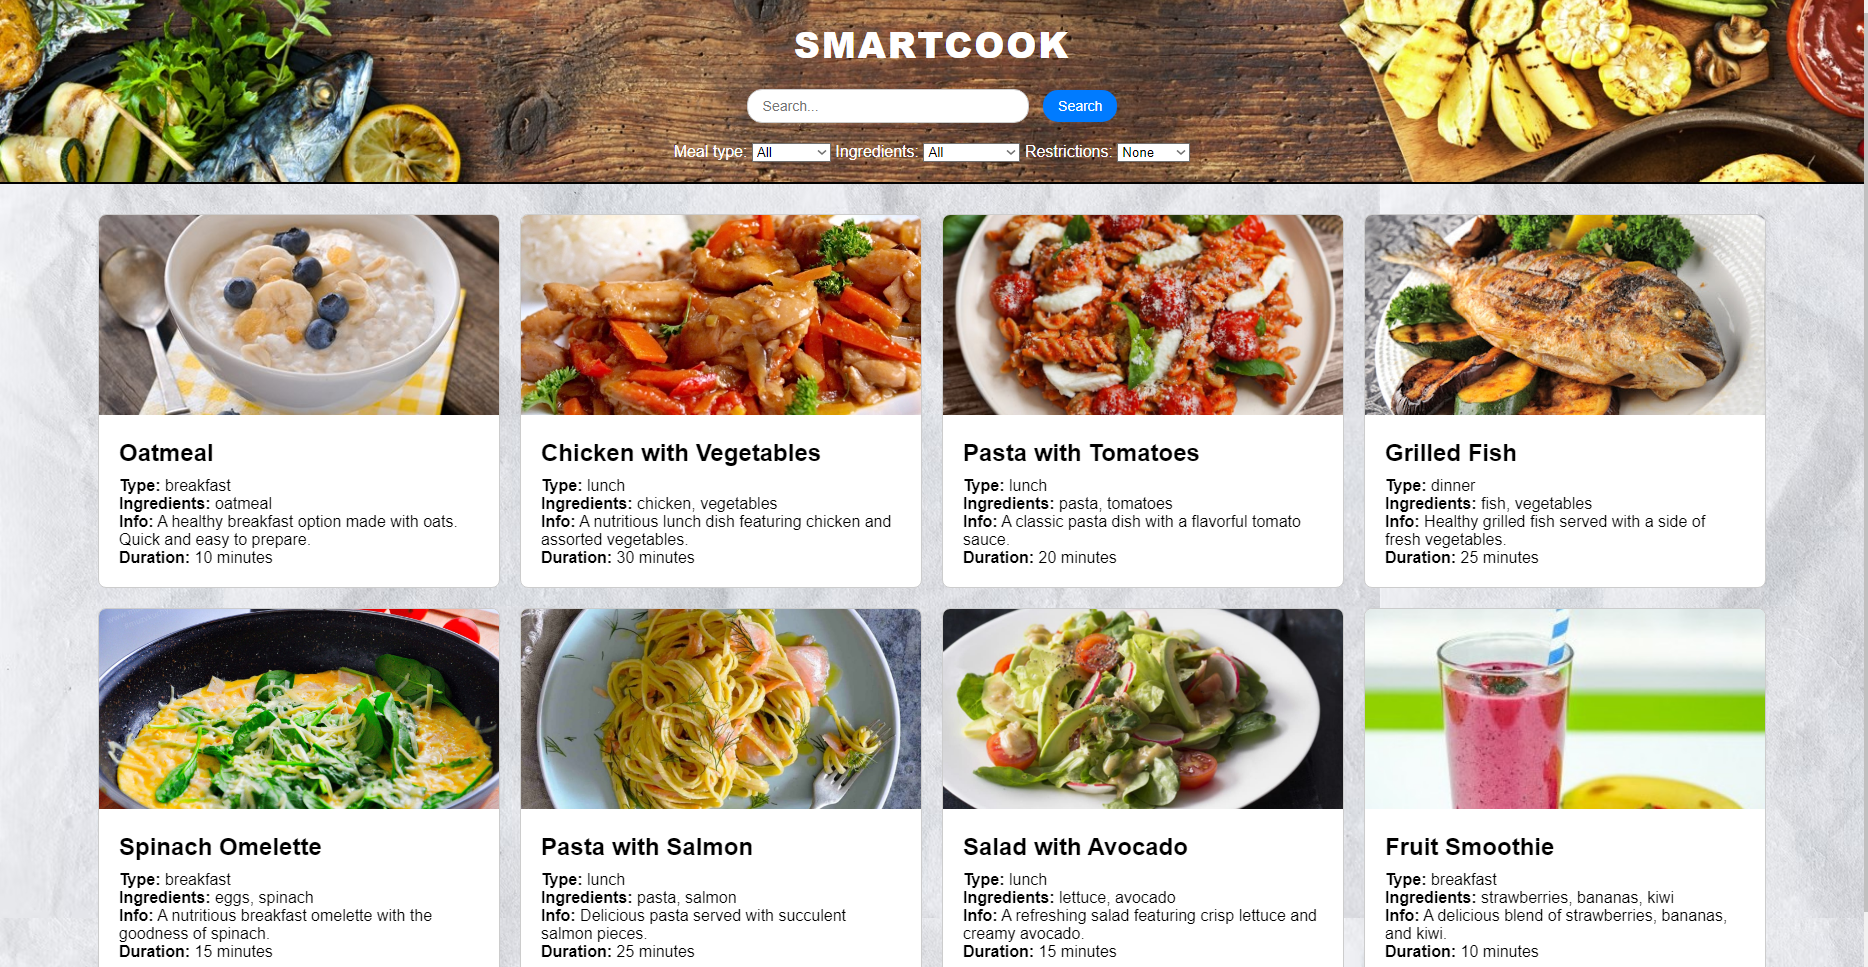 SMARTCOOK
Search...
Search
Meal type: All Ingredients: All Restrictions: None
Oatmeal
Type: breakfast
Ingredients: oatmeal
Info: A healthy breakfast option made with oats.
Quick and easy to prepare.
Duration: 10 minutes
Chicken with Vegetables
Type: lunch
Ingredients: chicken, vegetables
Info: A nutritious lunch dish featuring chicken and
assorted vegetables.
Duration: 30 minutes
Pasta with Tomatoes
Type: lunch
Ingredients: pasta, tomatoes
Info: A classic pasta dish with a flavorful tomato
sauce.
Duration: 20 minutes
Grilled Fish
Type: dinner
Ingredients: fish, vegetables
Info: Healthy grilled fish served with a side of
fresh vegetables.
Duration: 25 minutes
Spinach Omelette
Type: breakfast
Ingredients: eggs, spinach
Info: A nutritious breakfast omelette with the
goodness of spinach.
Duration: 15 minutes
Pasta with Salmon
Type: lunch
Ingredients: pasta, salmon
Info: Delicious pasta served with succulent
salmon pieces.
Duration: 25 minutes
Salad with Avocado
Type: lunch
Ingredients: lettuce, avocado
Info: A refreshing salad featuring crisp lettuce and
creamy avocado.
Duration: 15 minutes
Fruit Smoothie
Type: breakfast
Ingredients: strawberries, bananas, kiwi
Info: A delicious blend of strawberries, bananas,
and kiwi.
Duration: 10 minutes